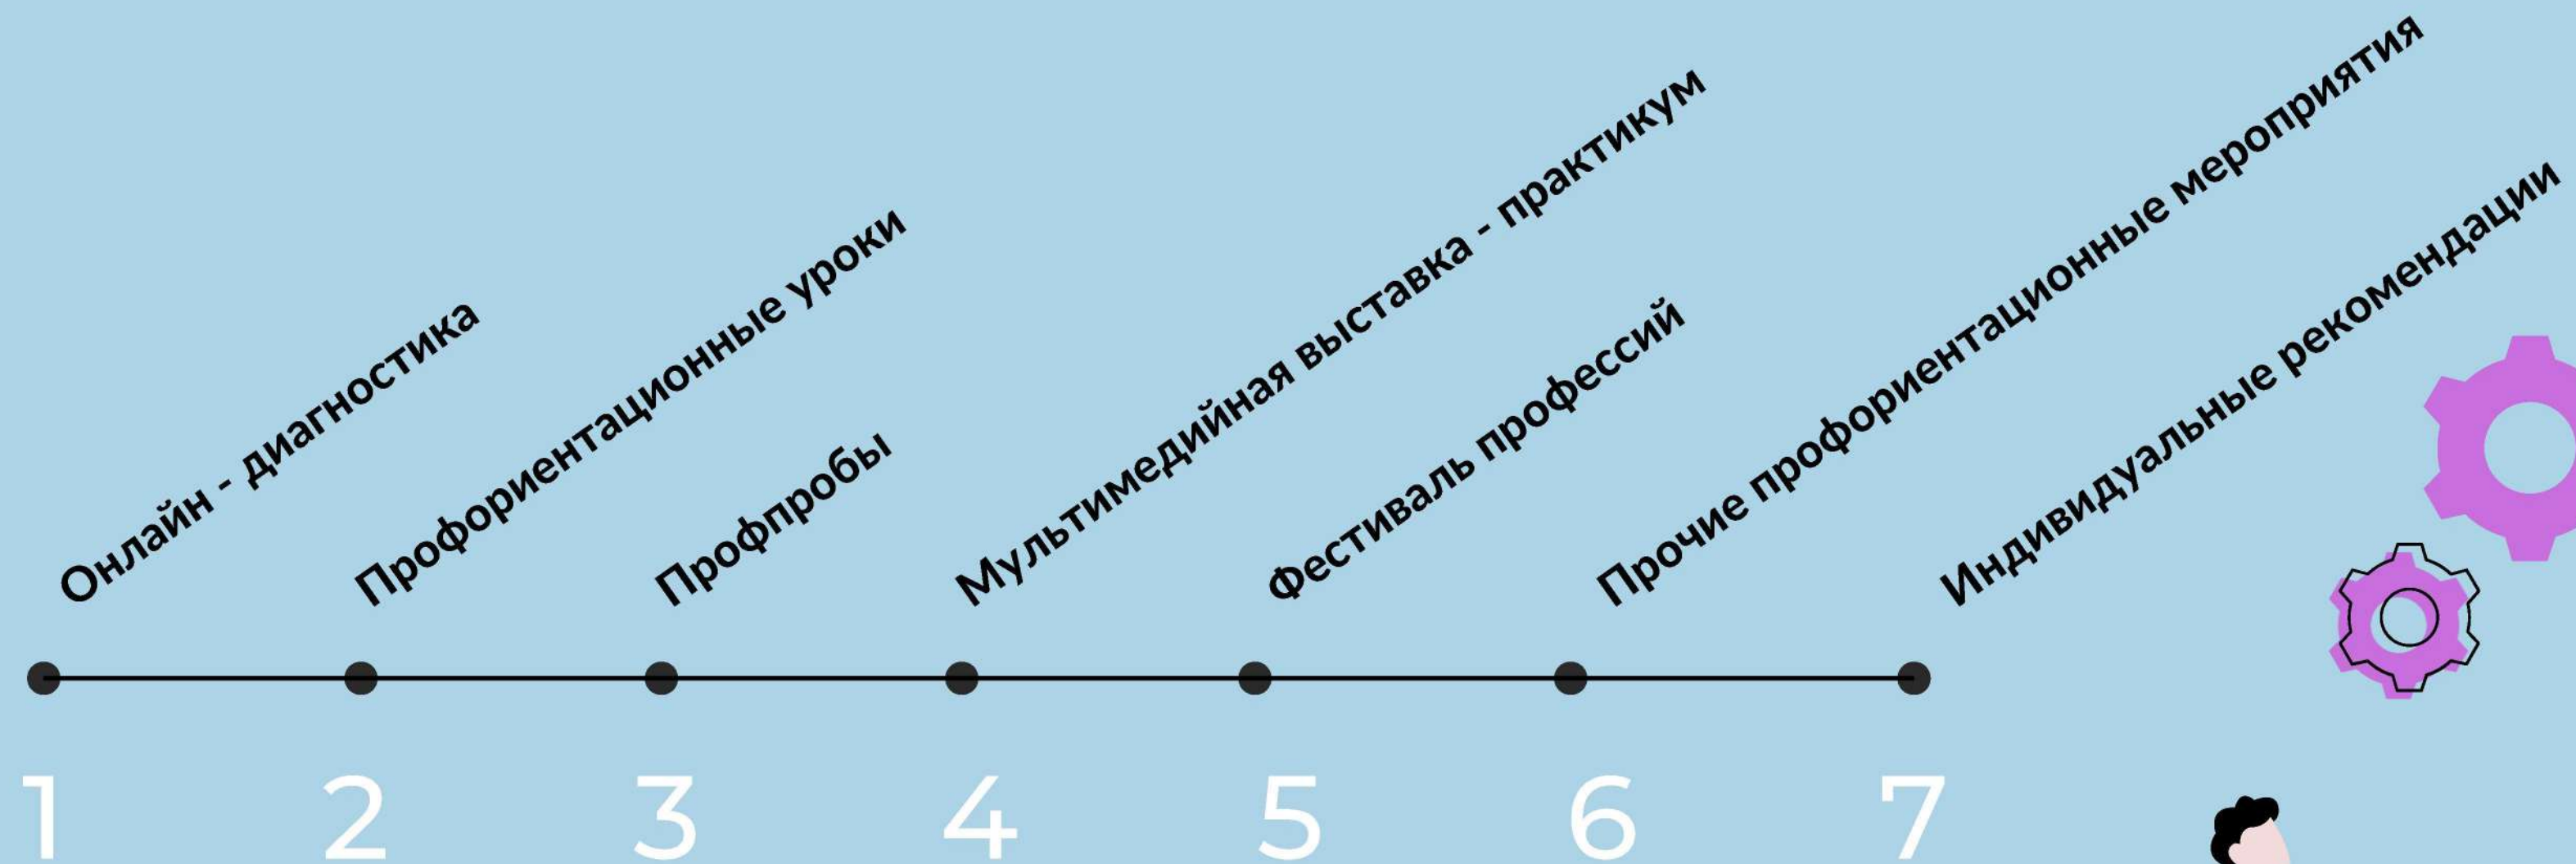 Онлайн - диагностика
Профориентационные уроки
Профпробы
Мультимедийная выставка - практикум
Фестиваль профессий
Прочие профориентационные мероприятия
Индивидуальные рекомендации
1
2
3
4
5
6
7